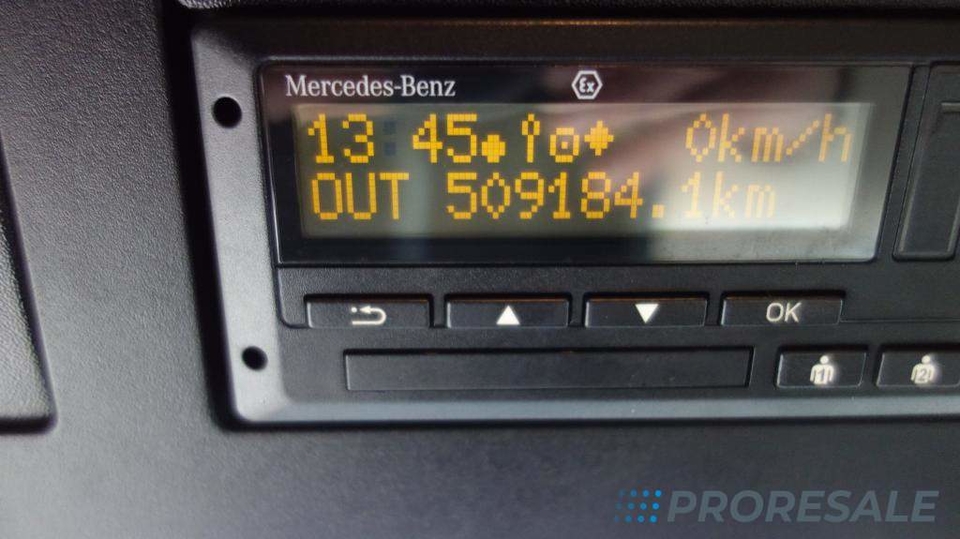 Mercedes-Benz Ex
13:45 0km/h
OUT 509184.1km
OK
1 2
PRORESALE